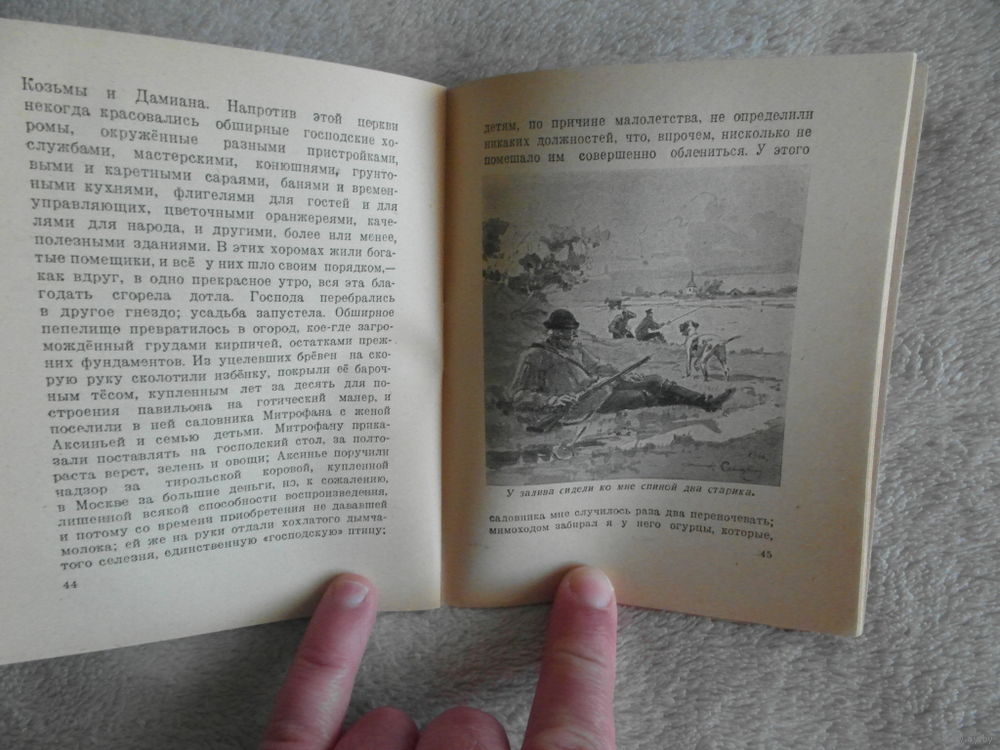 Козьмы и Дамиана. Напротив этой церкви
некогда красовались обширные господские хо-
ромы, окружённые разными пристройками,
службами, мастерскими, конюшнями, грунто-
выми и каретными сараями, банями и времен-
ными кухнями, флигелями для гостей и для
управляющих, цветочными оранжереями, каче-
лями для народа, и другими, более или менее,
полезными зданиями. В этих хоромах жили бога-
тые помещики, и всё у них шло своим порядком,—
как вдруг, в одно прекрасное утро, вся эта бла-
годать сгорела дотла. Господа перебрались
в другое гнездо; усадьба запустела. Обширное
пепелище превратилось в огород, кое-где загро-
мождённый грудами кирпичей, остатками преж-
них фундаментов. Из уцелевших брёвен на ско-
рую руку сколотили избёнку, покрыли её бароч-
ным тёсом, купленным лет за десять для по-
строения павильона на готический манер, и
поселили в ней садовника Митрофана с женой
Аксиньей и семью детьми. Митрофану прика-
зали поставлять на господский стол, за полто-
раста верст, зелень и овощи; Аксинье поручили
надзор за тирольской коровой, купленной
в Москве за большие деньги, но, к сожалению,
лишенной всякой способности воспроизведения,
и потому со времени приобретения не дававшей
молока; ей же на руки отдали хохлатого дымча-
того селезня, единственную «господскую» птицу;
44
детям, по причине малолетства, не определили
никаких должностей, что, впрочем, нисколько не
помешало им совершенно облениться. У этого
У залива сидели ко мне спиной два старика.
садовника мне случилось раза два переночевать;
мимоходом забирал я у него огурцы, которые,
45